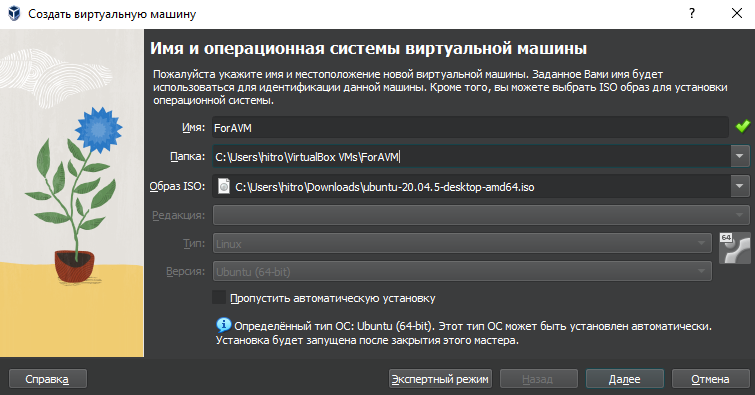 Создать виртуальную машину
? ×
Имя и операционная системы виртуальной машины
Пожалуйста укажите имя и местоположение новой виртуальной машины. Заданное Вами имя будет
использоваться для идентификации данной машины. Кроме того, вы можете выбрать ISO образ для установки
операционной системы.
Имя: ForAVM
Папка: C:\Users\hitro\VirtualBox VMs\ForAVM
Образ ISO: C:\Users\hitro\Downloads\ubuntu-20.04.5-desktop-amd64.iso
Редакция:
Тип: Linux
64
Версия: Ubuntu (64-bit)
Пропустить автоматическую установку
Определённый тип ОС: Ubuntu (64-bit). Этот тип ОС может быть установлен автоматически.
Установка будет запущена после закрытия этого мастера.
Справка Экспертный режим Назад Далее Отмена